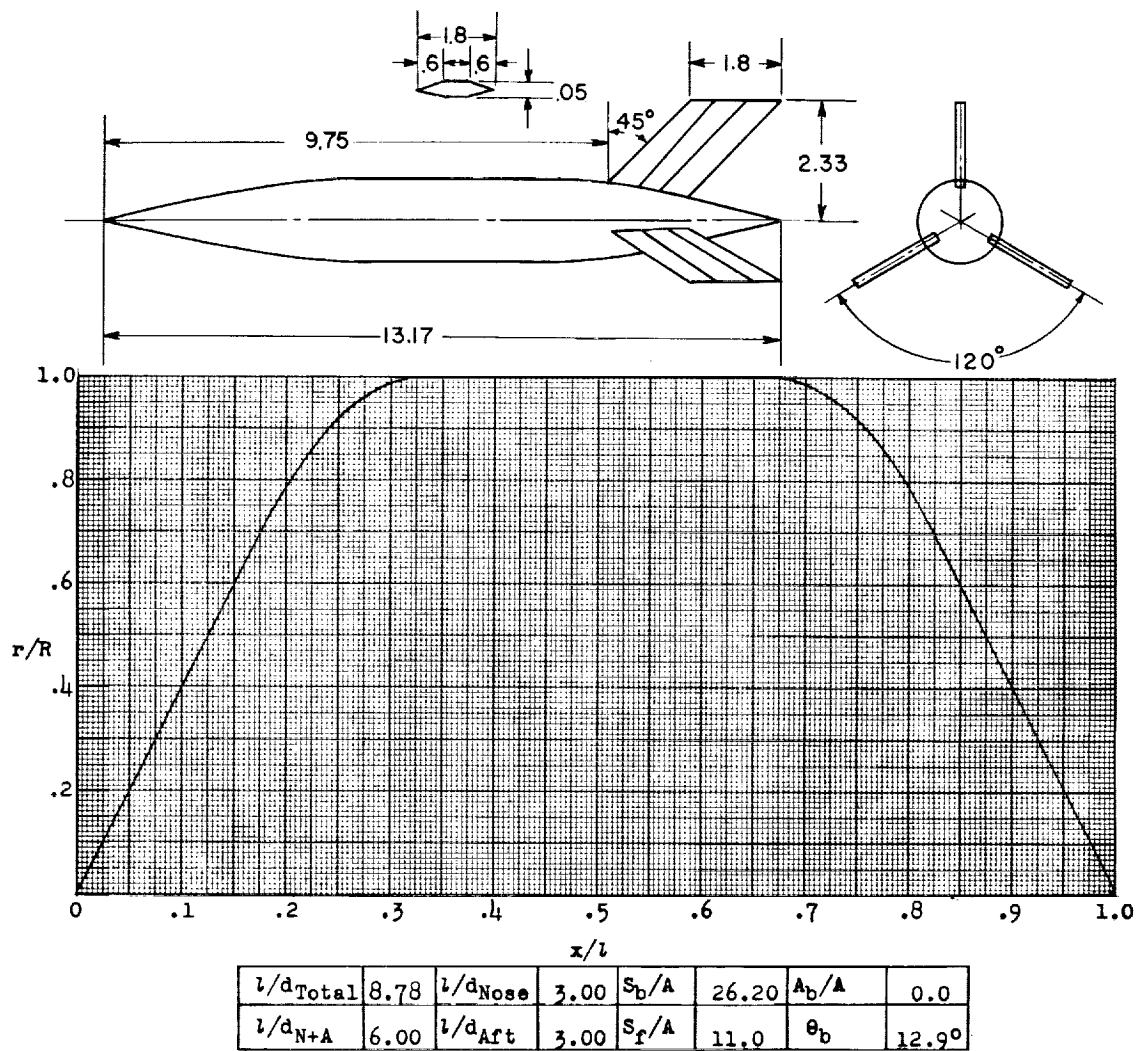 1.8
.6 .6
.05
1.8
45°
9.75
2.33
13.17
120°
1.0
.8
.6
r/R
.4
.2
0 .1 .2 .3 .4 .5 .6 .7 .8 .9 1.0
x/l
l/dTotal 8.78 l/dNose 3.00 Sb/A 26.20 Ab/A 0.0
l/dN+A 6.00 l/dAft 3.00 Sf/A 11.0 θb 12.9°